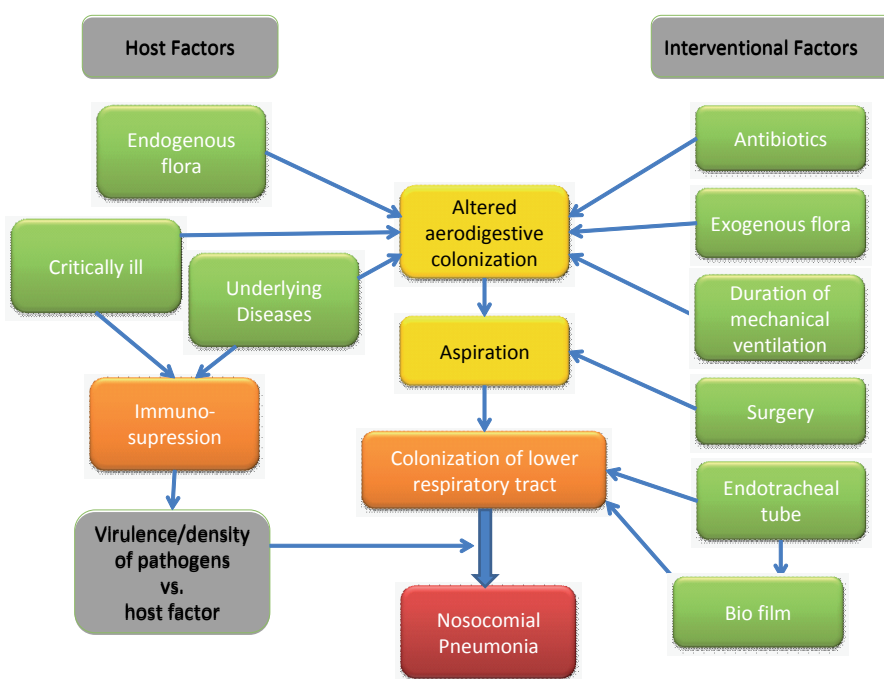 Host Factors
Interventional Factors
Endogenous
flora
Antibiotics
Altered
aerodigestive
colonization
Exogenous flora
Critically ill
Underlying
Diseases
Duration of
mechanical
ventilation
Aspiration
Immuno-
supression
Surgery
Colonization of lower
respiratory tract
Endotracheal
tube
Virulence/density
of pathogens
vs.
host factor
Nosocomial
Pneumonia
Bio film